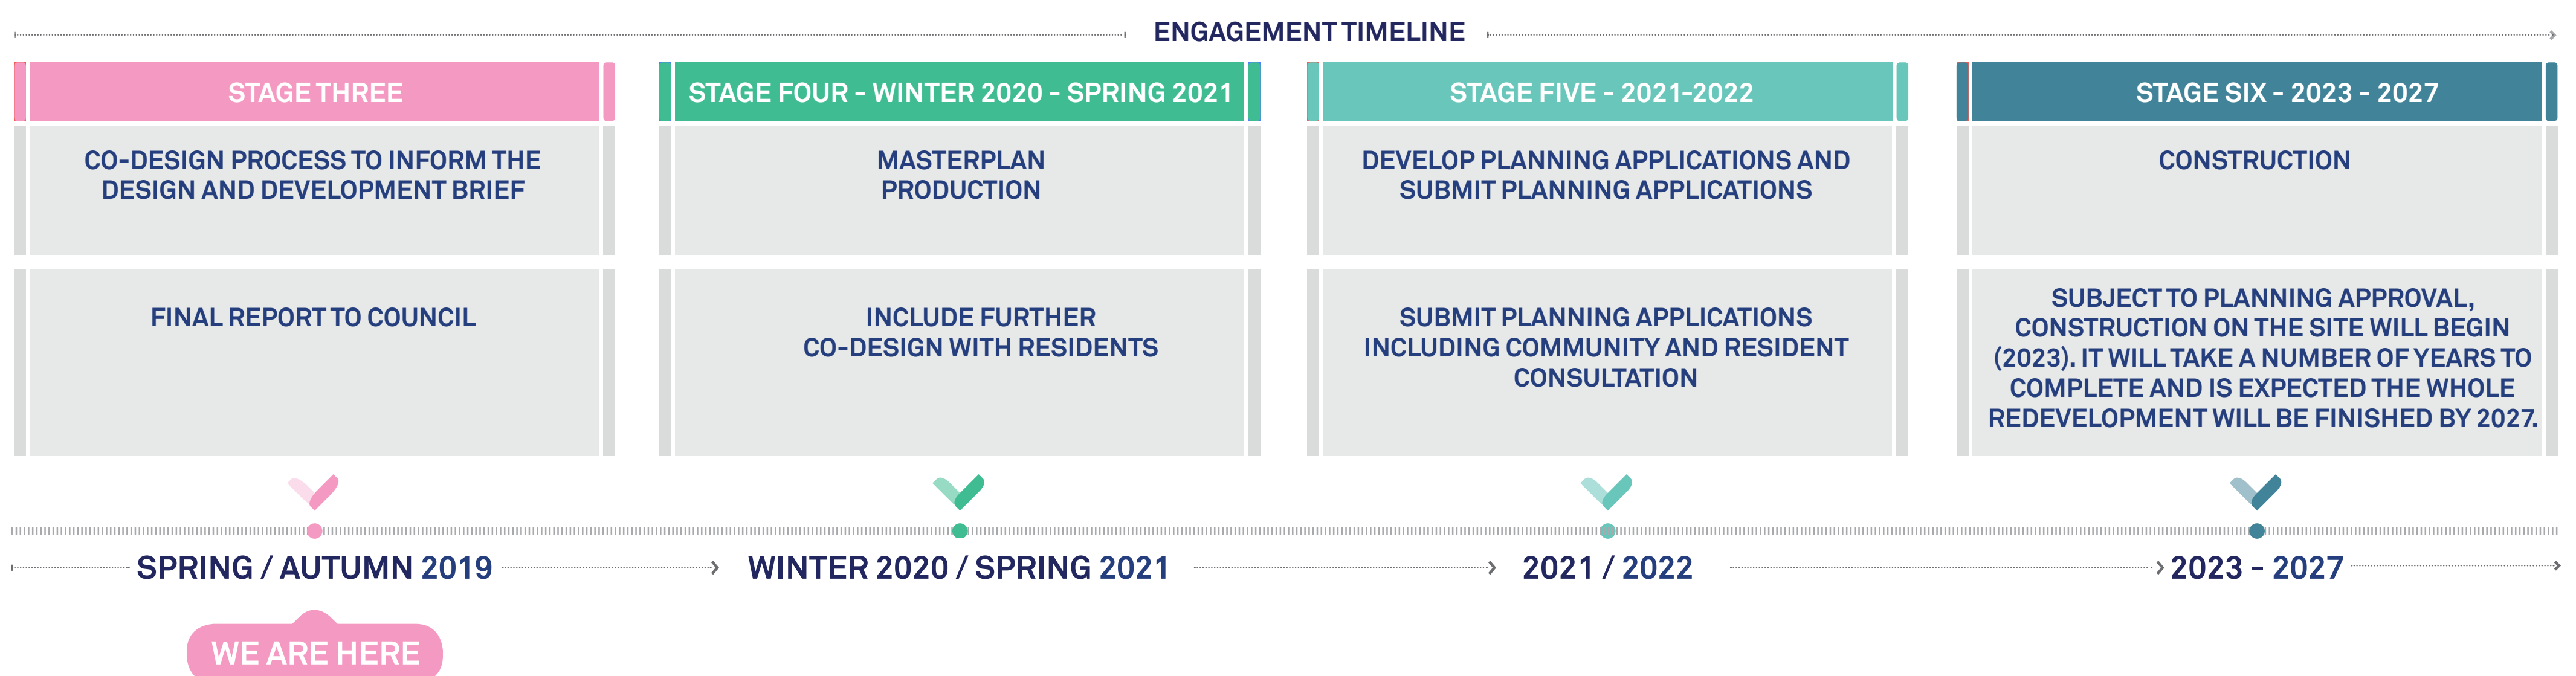 ENGAGEMENT TIMELINE
STAGE THREE
CO-DESIGN PROCESS TO INFORM THE
DESIGN AND DEVELOPMENT BRIEF
FINAL REPORT TO COUNCIL
STAGE FOUR - WINTER 2020 - SPRING 2021
MASTERPLAN
PRODUCTION
INCLUDE FURTHER
CO-DESIGN WITH RESIDENTS
STAGE FIVE - 2021-2022
DEVELOP PLANNING APPLICATIONS AND
SUBMIT PLANNING APPLICATIONS
SUBMIT PLANNING APPLICATIONS
INCLUDING COMMUNITY AND RESIDENT
CONSULTATION
STAGE SIX - 2023 - 2027
CONSTRUCTION
SUBJECT TO PLANNING APPROVAL,
CONSTRUCTION ON THE SITE WILL BEGIN
(2023). IT WILL TAKE A NUMBER OF YEARS TO
COMPLETE AND IS EXPECTED THE WHOLE
REDEVELOPMENT WILL BE FINISHED BY 2027.
SPRING / AUTUMN 2019
WINTER 2020 / SPRING 2021
2021 / 2022
2023 - 2027
WE ARE HERE